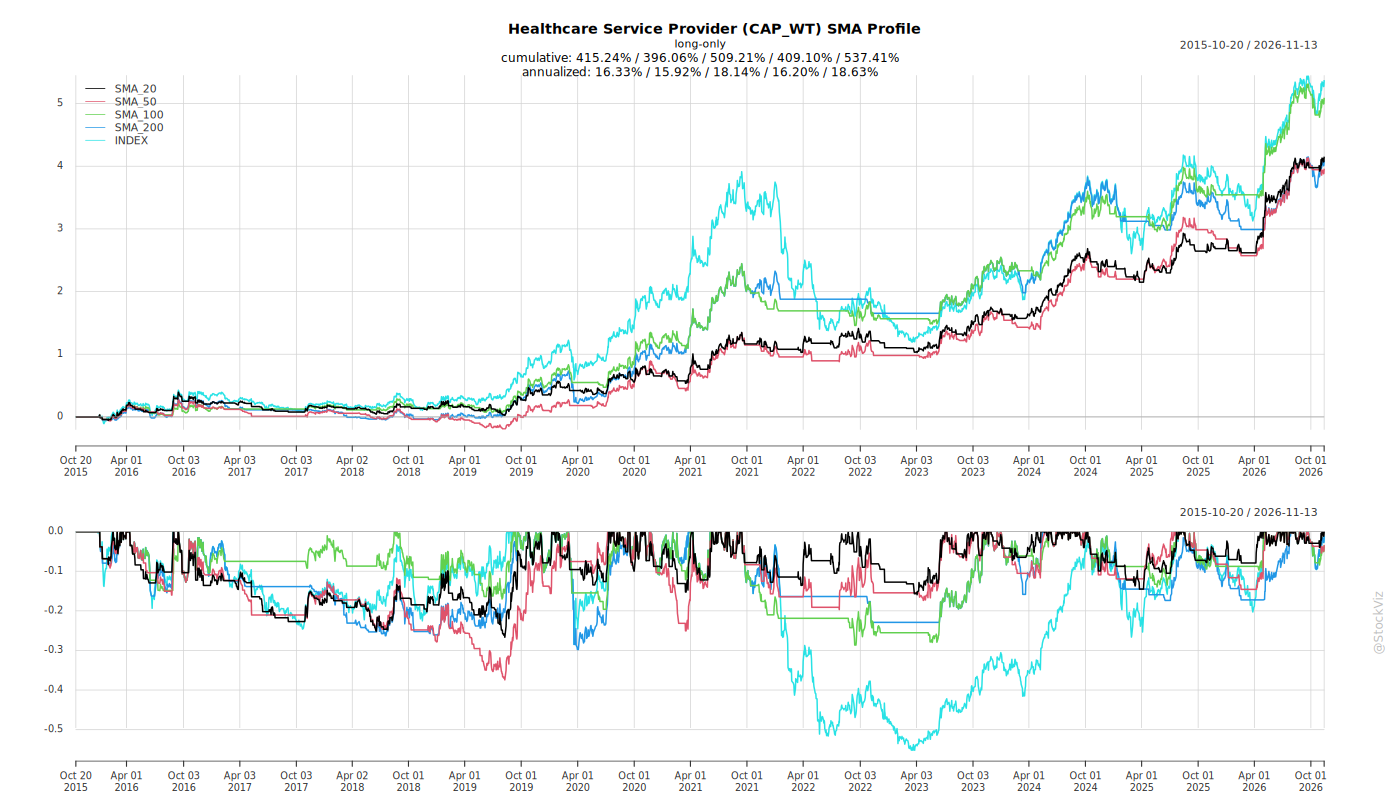 Healthcare Service Provider (CAP_WT) SMA Profile
long-only
2015-10-20 / 2026-11-13
cumulative: 415.24% / 396.06% / 509.21% / 409.10% / 537.41%
annualized: 16.33% / 15.92% / 18.14% / 16.20% / 18.63%
SMA_20
SMA_50
SMA_100
SMA_200
INDEX
5
4
3
2
1
0
Oct 20 Apr 01 Oct 03 Apr 03 Oct 03 Apr 02 Oct 01 Apr 01 Oct 01 Apr 01 Oct 01 Apr 01 Oct 01 Apr 01 Oct 03 Apr 03 Oct 03 Apr 01 Oct 01 Apr 01 Oct 01 Apr 01 Oct 01
2015 2016 2016 2017 2017 2018 2018 2019 2019 2020 2020 2021 2021 2022 2022 2023 2023 2024 2024 2025 2025 2026 2026
2015-10-20 / 2026-11-13
0.0
-0.1
-0.2
-0.3
-0.4
-0.5
Oct 20 Apr 01 Oct 03 Apr 03 Oct 03 Apr 02 Oct 01 Apr 01 Oct 01 Apr 01 Oct 01 Apr 01 Oct 01 Apr 01 Oct 03 Apr 03 Oct 03 Apr 01 Oct 01 Apr 01 Oct 01 Apr 01 Oct 01
2015 2016 2016 2017 2017 2018 2018 2019 2019 2020 2020 2021 2021 2022 2022 2023 2023 2024 2024 2025 2025 2026 2026
@StockViz